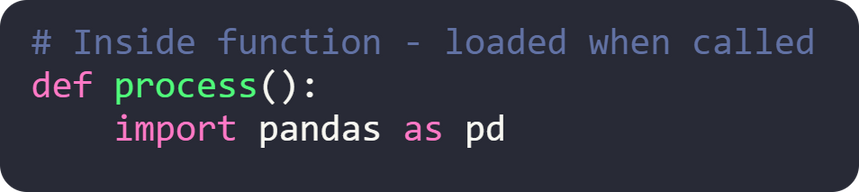 # Inside function - loaded when called
def process():
    import pandas as pd